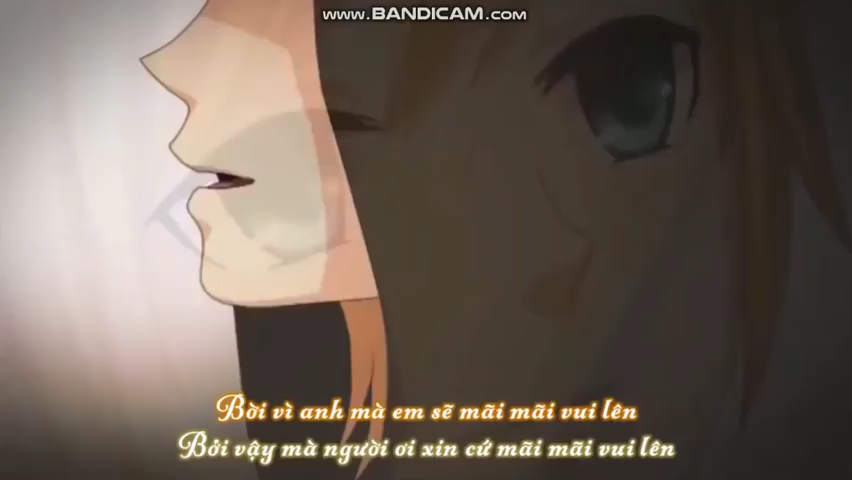 www.BANDICAM.com
Bời vì anh mà em sẽ mãi mãi vui lên
Bởi vậy mà người ơi xin cứ mãi mãi vui lên